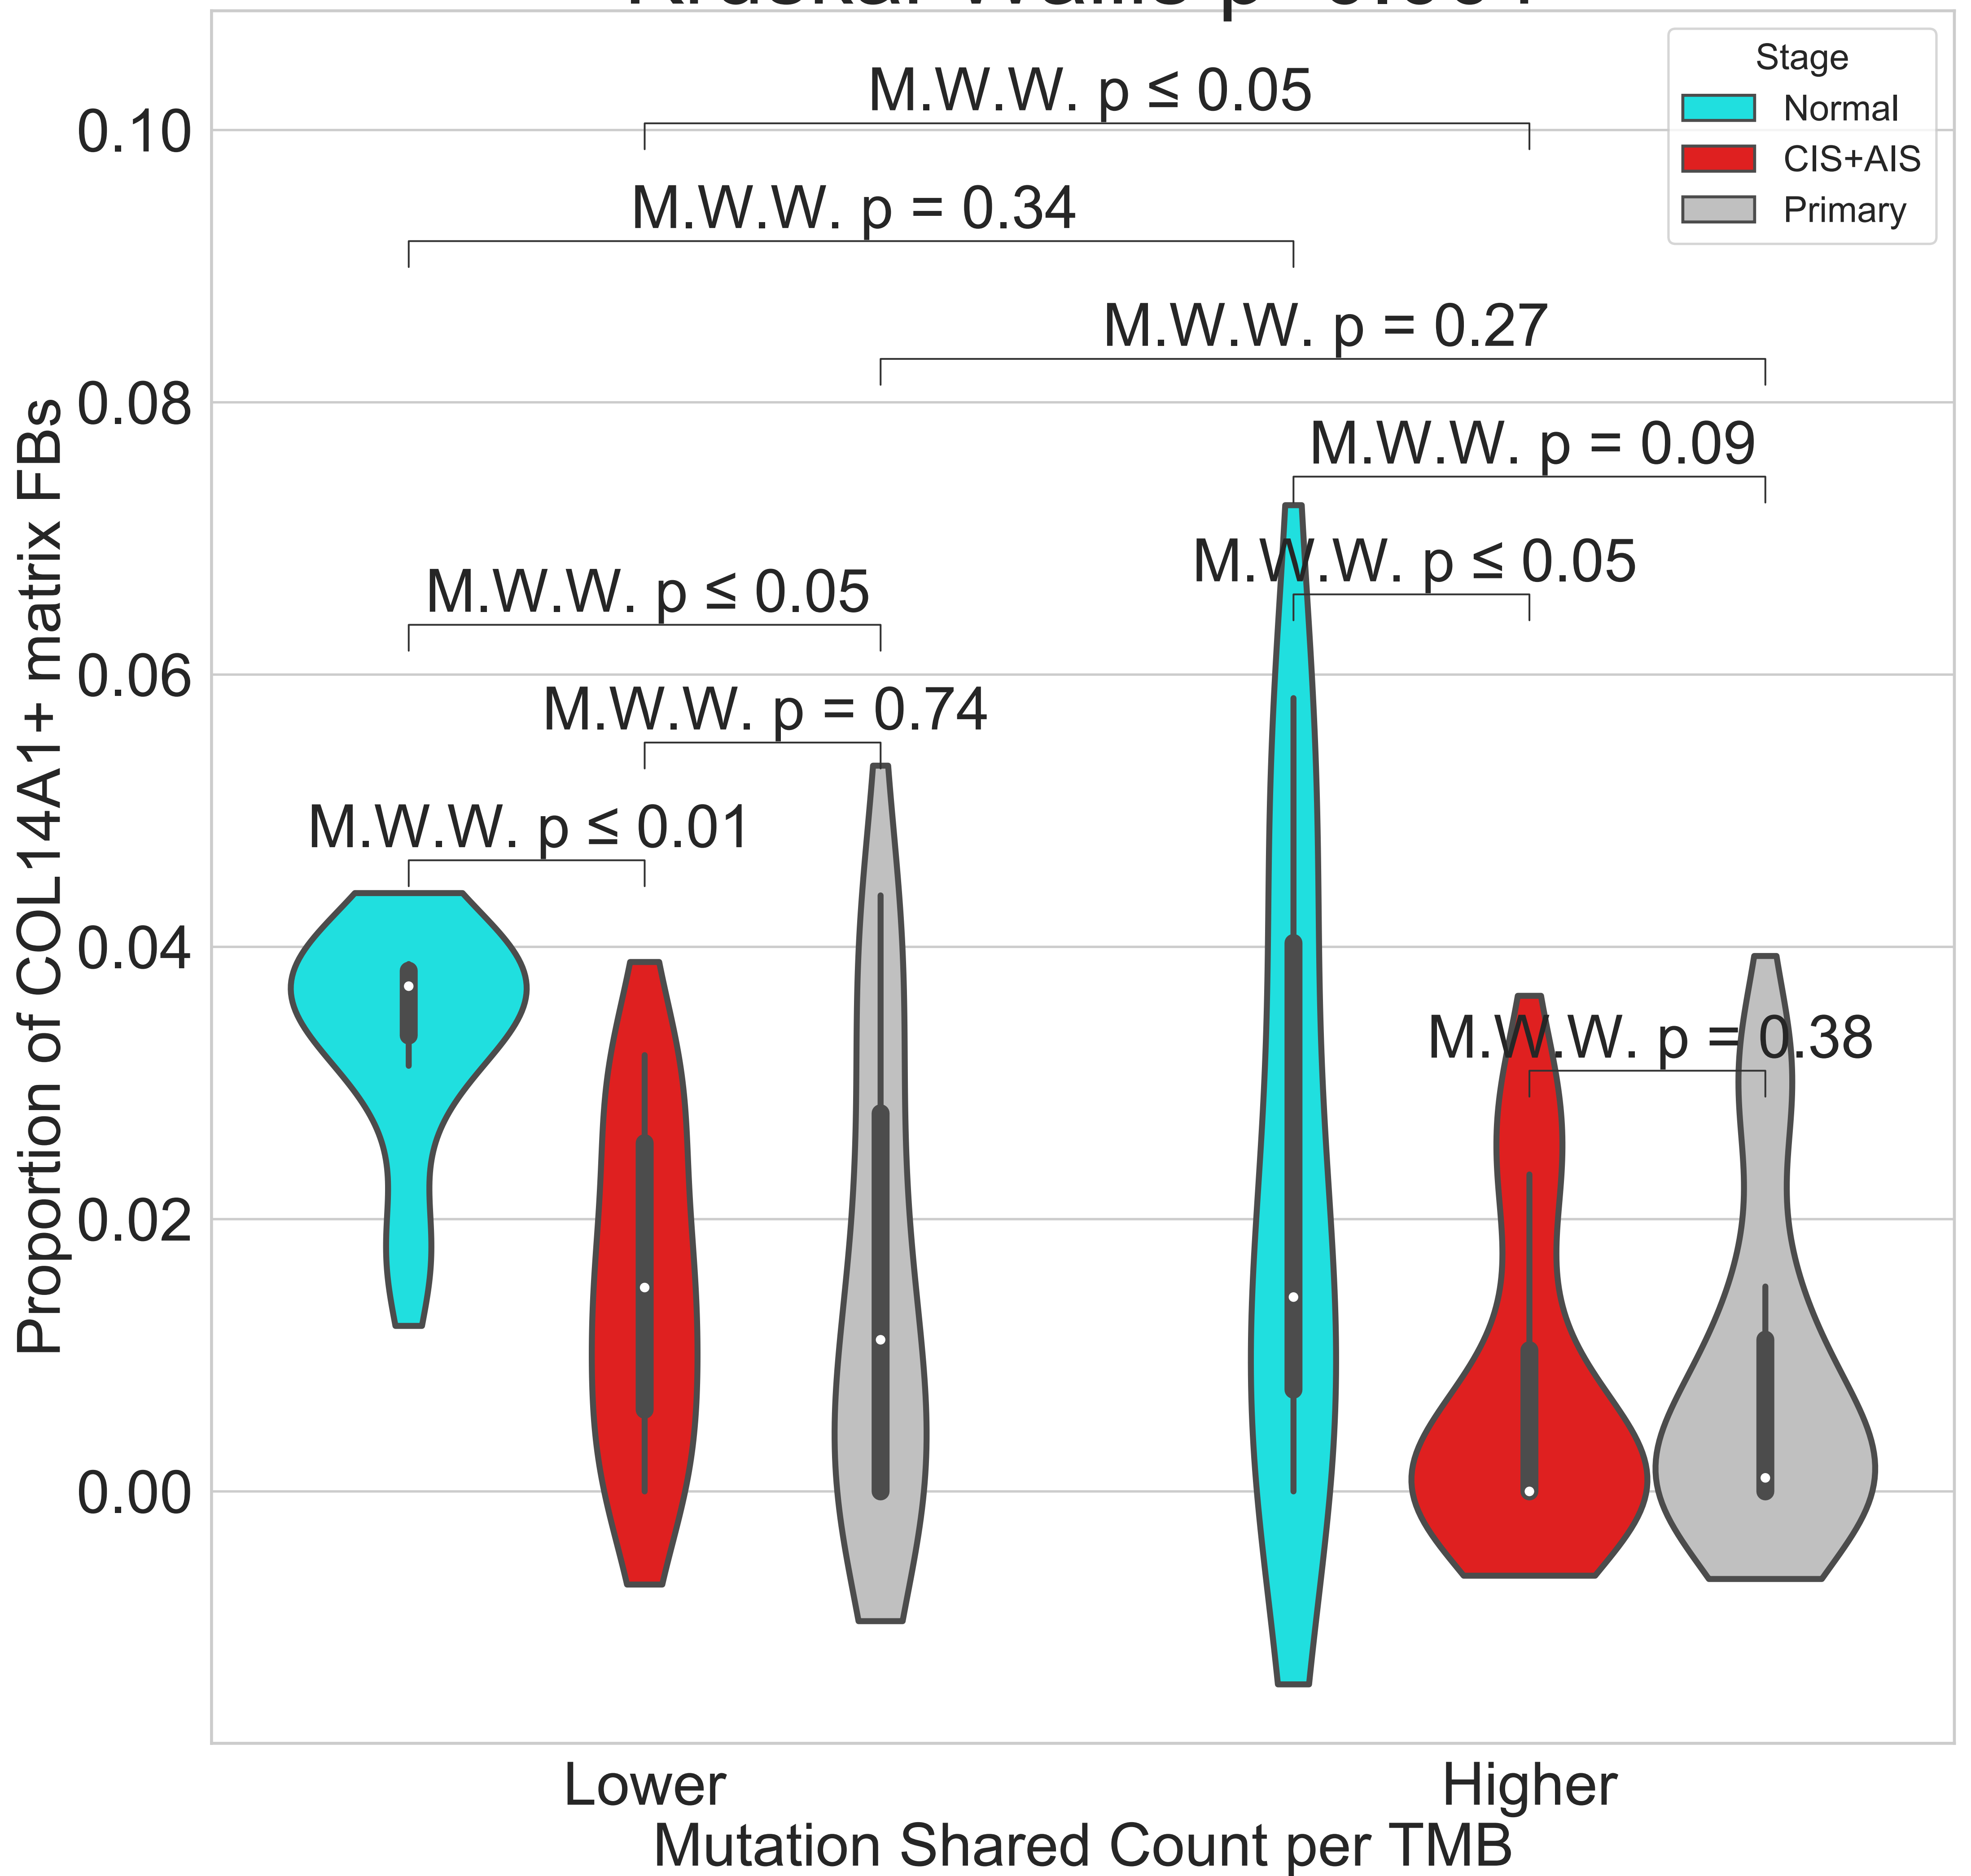 M.W.W. p ≤ 0.05
M.W.W. p = 0.34
M.W.W. p = 0.27
M.W.W. p = 0.09
M.W.W. p ≤ 0.05
M.W.W. p ≤ 0.05
M.W.W. p = 0.74
M.W.W. p ≤ 0.01
M.W.W. p = 0.38
Stage
Normal
CIS+AIS
Primary
0.10
0.08
0.06
0.04
0.02
0.00
Proportion of COL14A1+ matrix FBs
Lower
Higher
Mutation Shared Count per TMB